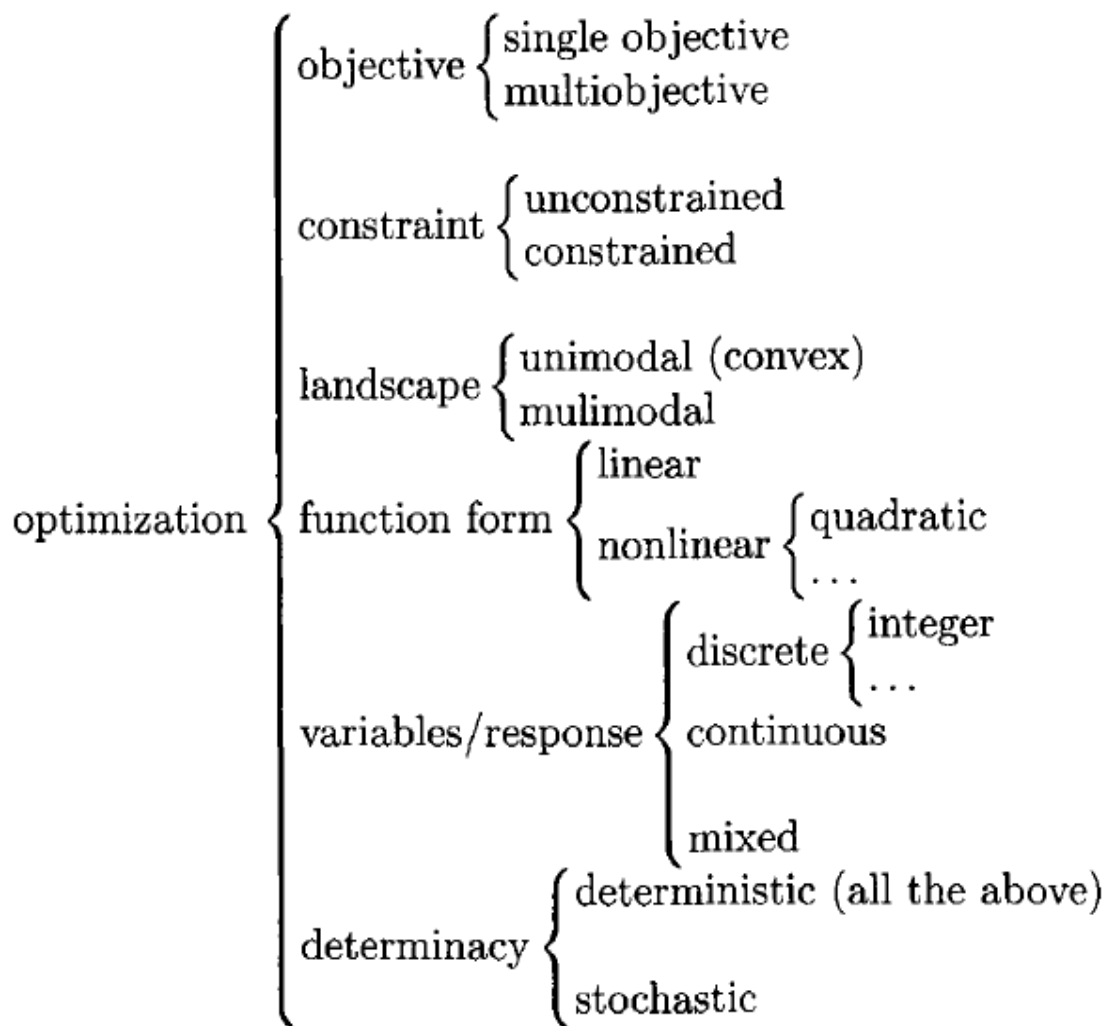 objective
single objective
multiobjective
constraint
unconstrained
constrained
landscape
unimodal (convex)
mulimodal
optimization
function form
linear
nonlinear
quadratic
...
variables/response
discrete
integer
...
continuous
mixed
determinacy
deterministic (all the above)
stochastic